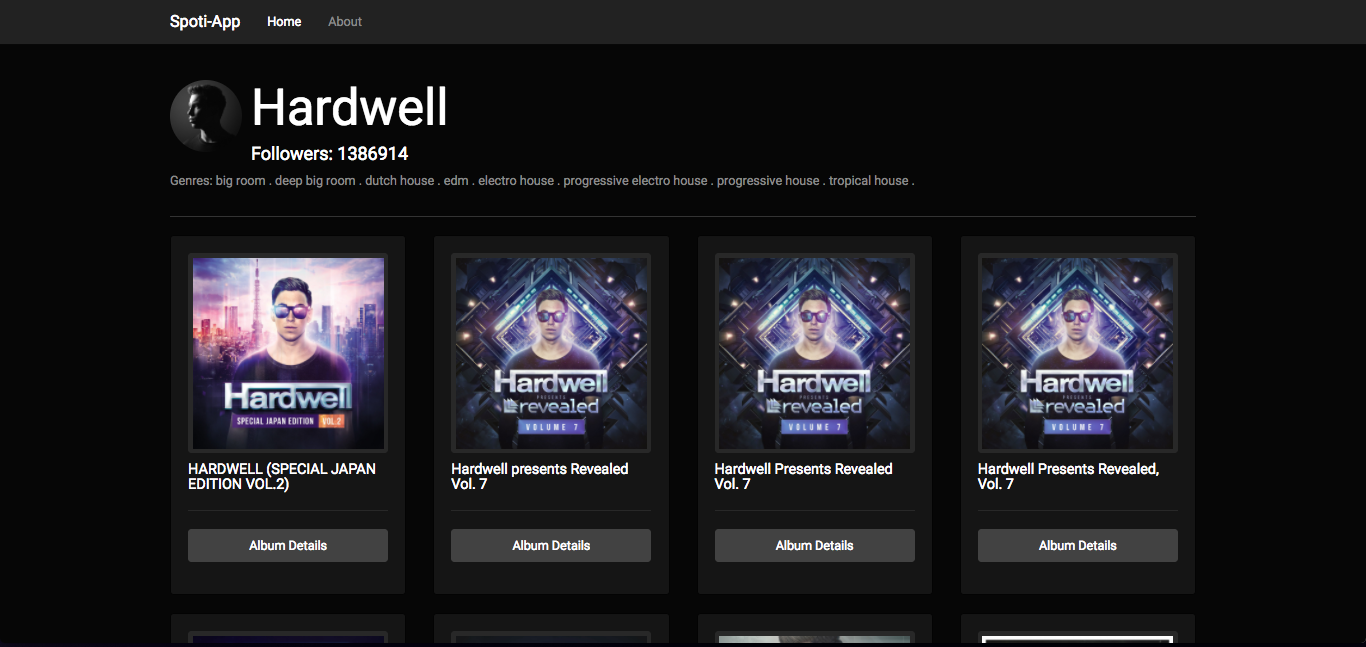 Spoti-App Home About
Hardwell
Followers: 1386914
Genres: big room . deep big room . dutch house . edm . electro house . progressive electro house . progressive house . tropical house .
Hardwell
SPECIAL JAPAN EDITION VOL.2
HARDWELL (SPECIAL JAPAN
EDITION VOL.2)
Album Details
Hardwell
PRESENTS
revealed
VOLUME 7
Hardwell presents Revealed
Vol. 7
Album Details
Hardwell
PRESENTS
revealed
VOLUME 7
Hardwell Presents Revealed
Vol. 7
Album Details
Hardwell
PRESENTS
revealed
VOLUME 7
Hardwell Presents Revealed,
Vol. 7
Album Details